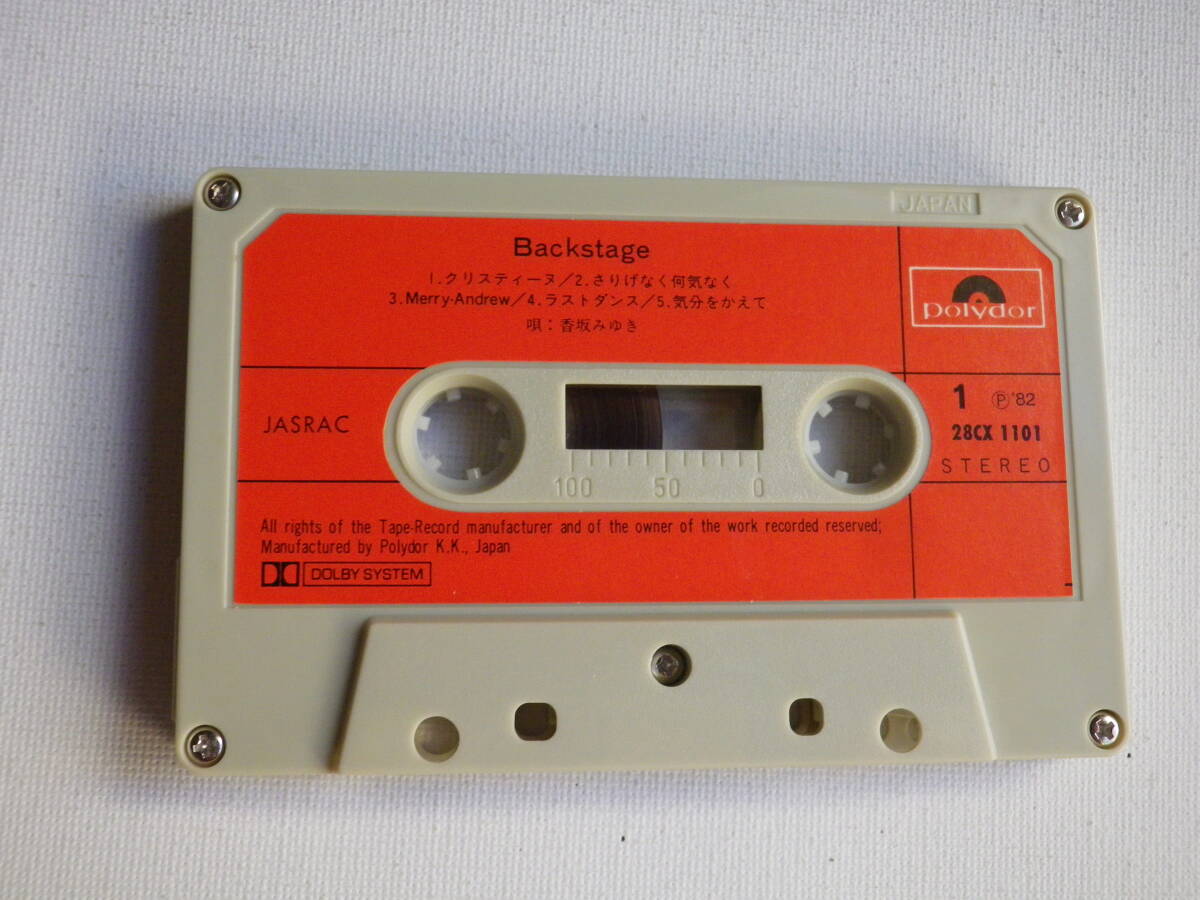 JAPAN
Backstage
1.クリスティーヌ/2.さりげなく何気なく
3.Merry-Andrew/4.ラストダンス/5.気分をかえて
唄:香坂みゆき
polydor
JASRAC
1 Ⓟ'82
28CX 1101
STEREO
100 50 0
All rights of the Tape-Record manufacturer and of the owner of the work recorded reserved;
Manufactured by Polydor K.K., Japan
DOLBY SYSTEM